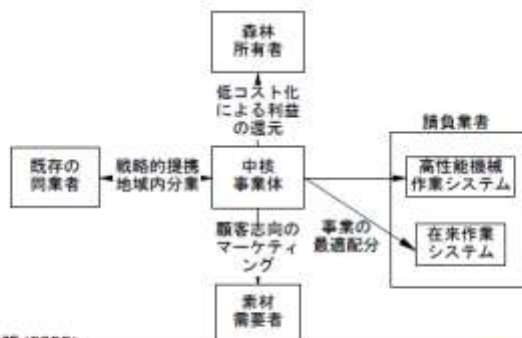 森林
所有者
低コスト化
による利益
の還元
請負業者
既存の
同業者
戦略的提携
地域内分業
中核
事業体
高性能機械
作業システム
顧客志向の
マーケティ
ング
事業の
最適配分
在来作業
システム
素材
需要者